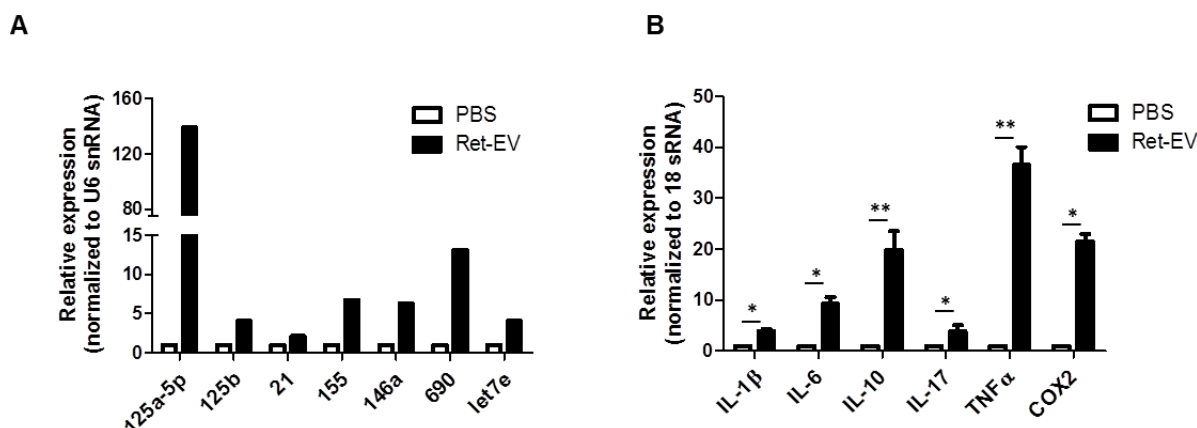 A
Relative expression
(normalized to U6 snRNA)
160
120
80
15
10
5
0
PBS
Ret-EV
125a-5p
125b
21
155
146a
690
let7e
B
Relative expression
(normalized to 18 sRNA)
50
40
30
20
10
0
PBS
Ret-EV
*
*
**
*
**
*
IL-1β
IL-6
IL-10
IL-17
TNFα
COX2